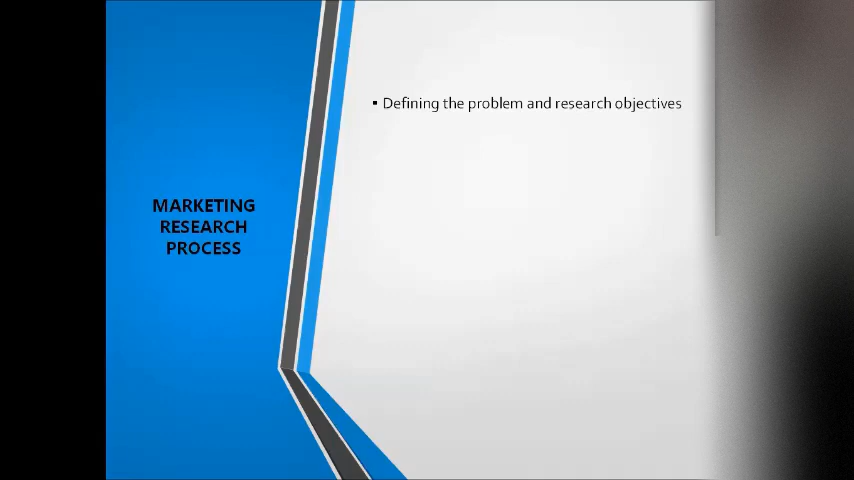 MARKETING
RESEARCH
PROCESS
▪ Defining the problem and research objectives